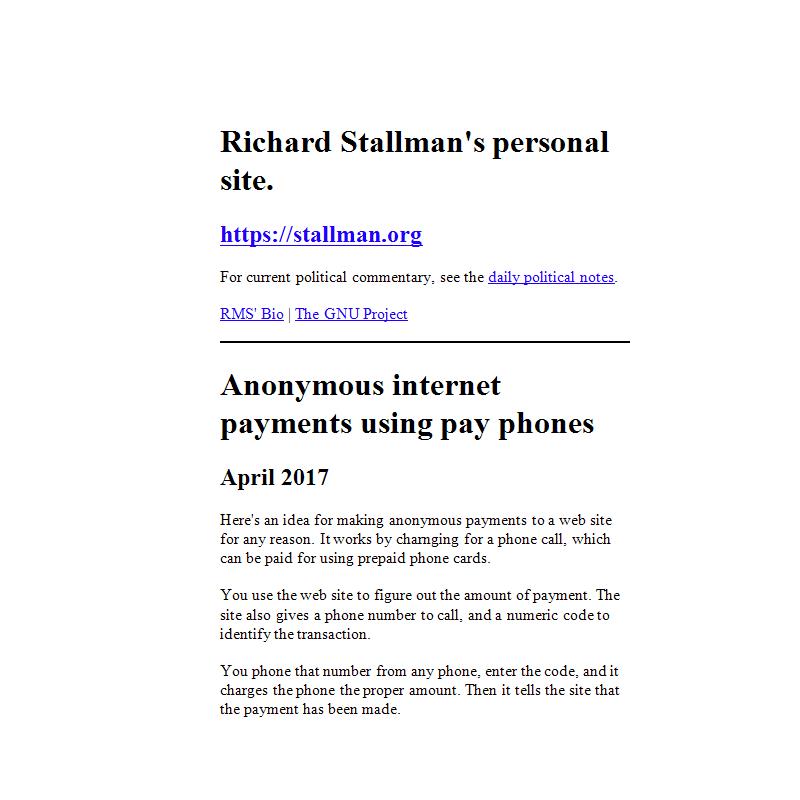 Richard Stallman's personal
site.
https://stallman.org
For current political commentary, see the daily political notes.
RMS' Bio | The GNU Project
Anonymous internet
payments using pay phones
April 2017
Here's an idea for making anonymous payments to a web site
for any reason. It works by charnging for a phone call, which
can be paid for using prepaid phone cards.
You use the web site to figure out the amount of payment. The
site also gives a phone number to call, and a numeric code to
identify the transaction.
You phone that number from any phone, enter the code, and it
charges the phone the proper amount. Then it tells the site that
the payment has been made.